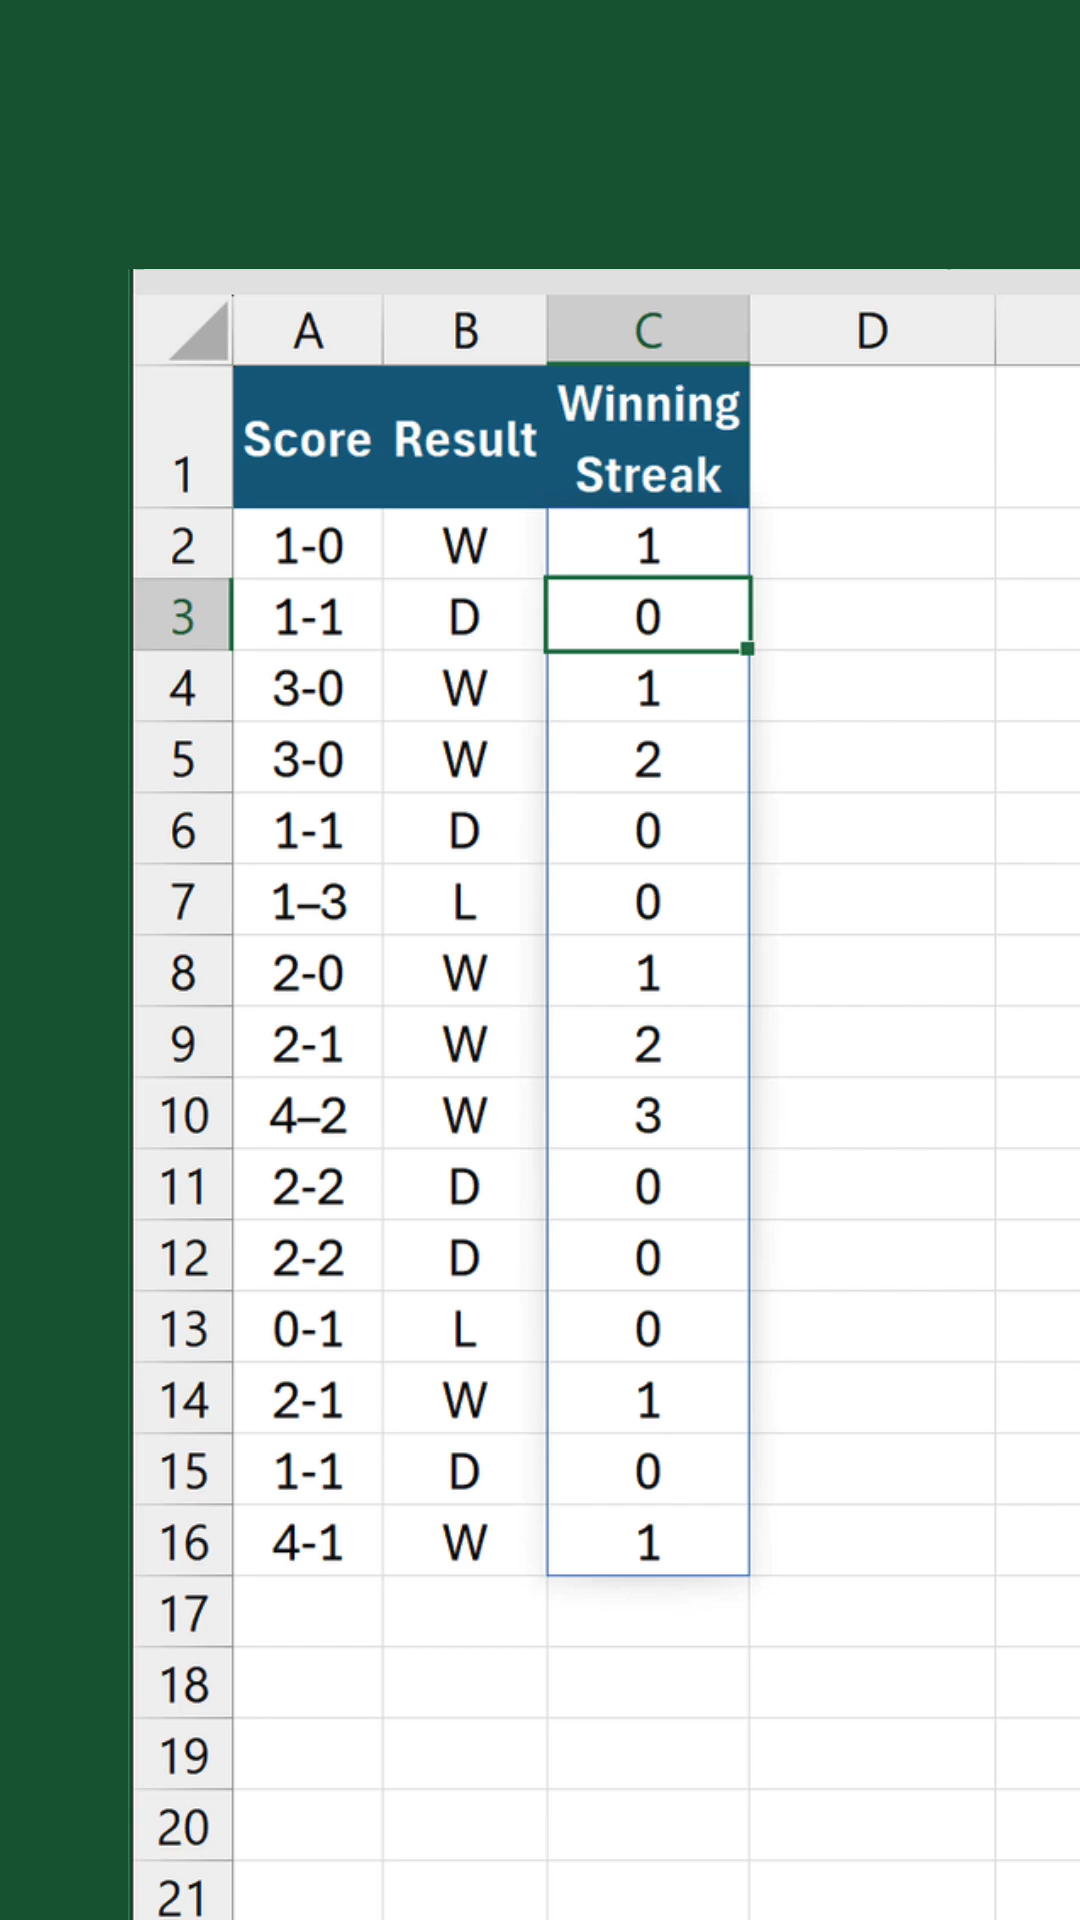 A B C D
1 Score Result Winning Streak
2 1-0 W 1
3 1-1 D 0
4 3-0 W 1
5 3-0 W 2
6 1-1 D 0
7 1–3 L 0
8 2-0 W 1
9 2-1 W 2
10 4–2 W 3
11 2-2 D 0
12 2-2 D 0
13 0-1 L 0
14 2-1 W 1
15 1-1 D 0
16 4-1 W 1
17
18
19
20
21